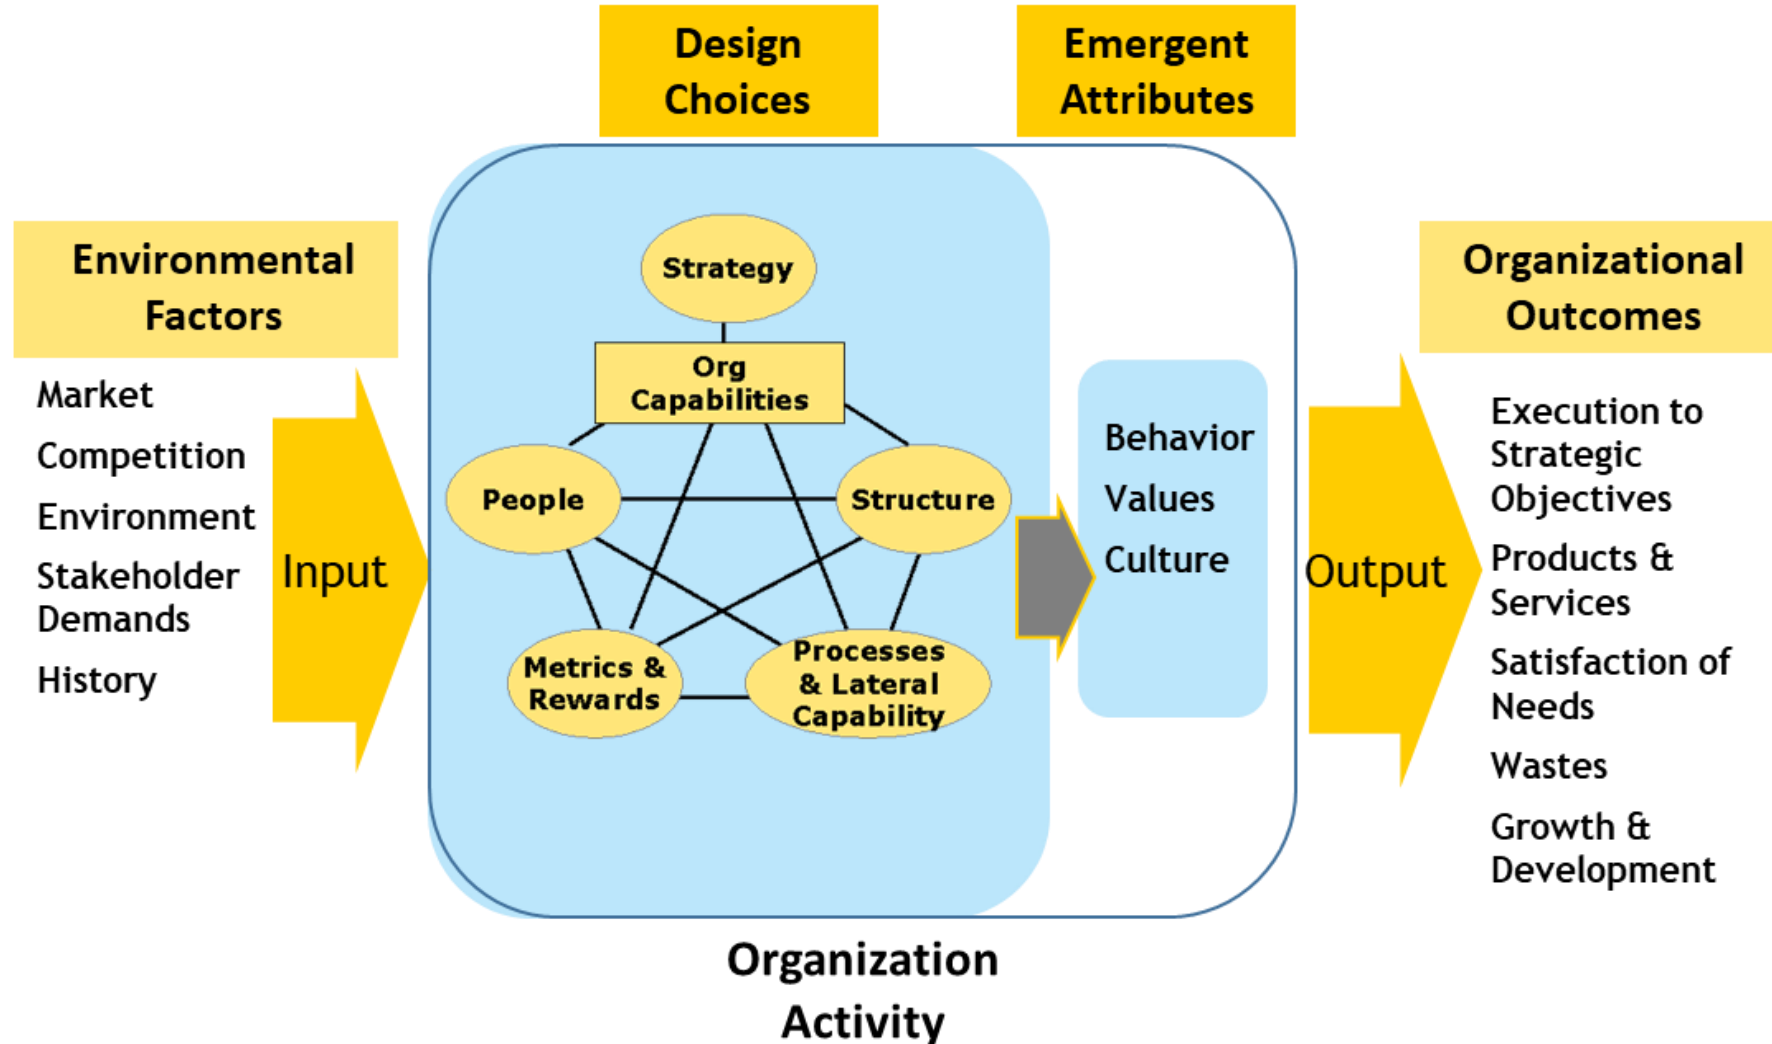 Design
Choices
Emergent
Attributes
Environmental
Factors
Market
Competition
Environment
Stakeholder
Demands
History
Input
Strategy
Org
Capabilities
People
Structure
Metrics &
Rewards
Processes
& Lateral
Capability
Behavior
Values
Culture
Output
Organizational
Outcomes
Execution to
Strategic
Objectives
Products &
Services
Satisfaction of
Needs
Wastes
Growth &
Development
Organization
Activity